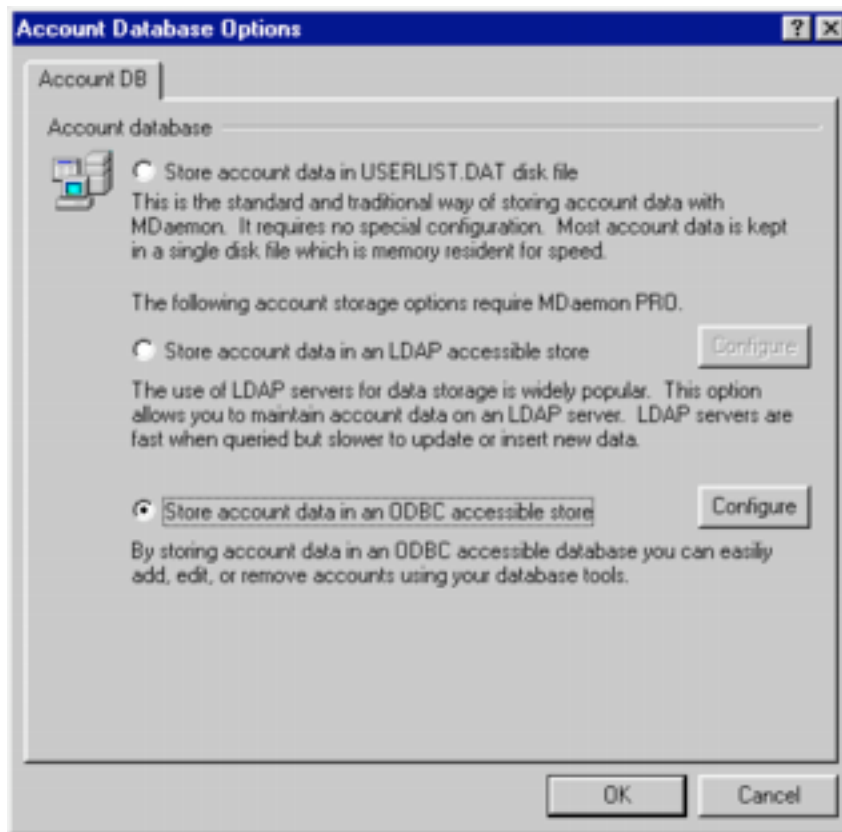 Account Database Options
Account DB
Account database
Store account data in USERLIST.DAT disk file
This is the standard and traditional way of storing account data with
MDaemon. It requires no special configuration. Most account data is kept
in a single disk file which is memory resident for speed.
The following account storage options require MDaemon PRO.
Store account data in an LDAP accessible store
Configure
The use of LDAP servers for data storage is widely popular. This option
allows you to maintain account data on an LDAP server. LDAP servers are
fast when queried but slower to update or insert new data.
Store account data in an ODBC accessible store
Configure
By storing account data in an ODBC accessible database you can easiliy
add, edit, or remove accounts using your database tools.
OK
Cancel